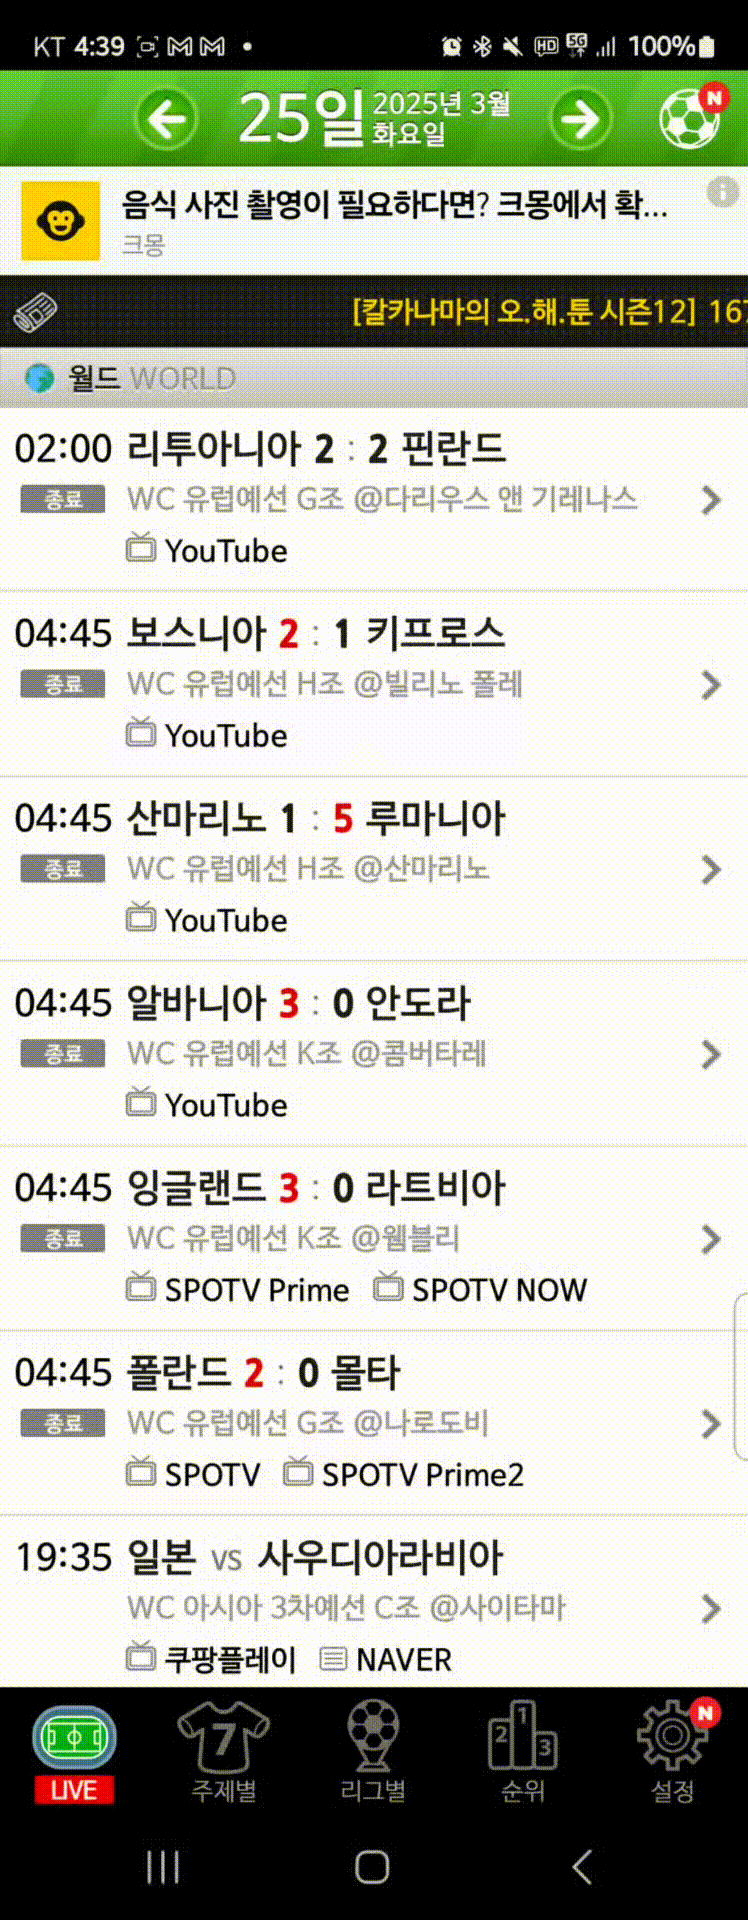 KT 4:39 HD 5G 100%
25일 2025년 3월
화요일
N
음식 사진 촬영이 필요하다면? 크몽에서 확...
크몽
[칼카나마의 오.해.툰 시즌12] 167
월드 WORLD
02:00 리투아니아 2 : 2 핀란드
종료 WC 유럽예선 G조 @다리우스 앤 기레나스
YouTube
04:45 보스니아 2 : 1 키프로스
종료 WC 유럽예선 H조 @빌리노 폴레
YouTube
04:45 산마리노 1 : 5 루마니아
종료 WC 유럽예선 H조 @산마리노
YouTube
04:45 알바니아 3 : 0 안도라
종료 WC 유럽예선 K조 @콤버타레
YouTube
04:45 잉글랜드 3 : 0 라트비아
종료 WC 유럽예선 K조 @웸블리
SPOTV Prime SPOTV NOW
04:45 폴란드 2 : 0 몰타
종료 WC 유럽예선 G조 @나로도비
SPOTV SPOTV Prime2
19:35 일본 vs 사우디아라비아
WC 아시아 3차예선 C조 @사이타마
쿠팡플레이 NAVER
7 2 1 3 N
LIVE 주제별 리그별 순위 설정